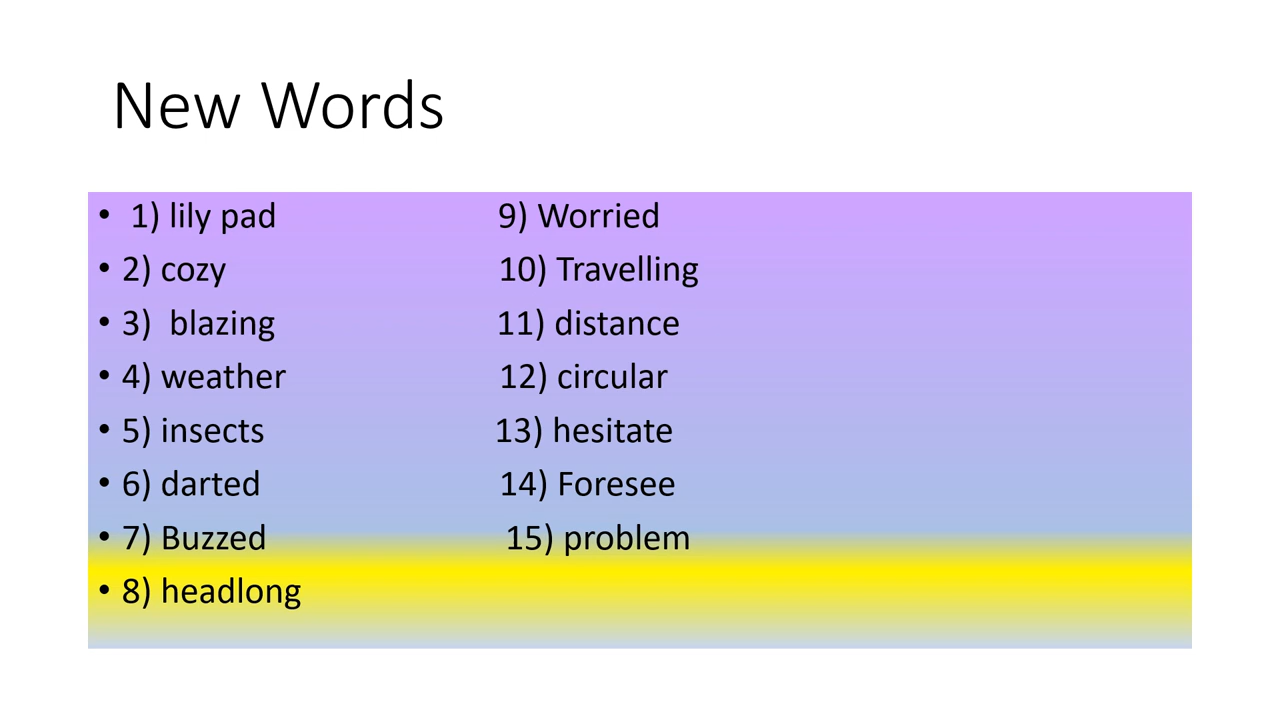 New Words
• 1) lily pad 9) Worried
• 2) cozy 10) Travelling
• 3) blazing 11) distance
• 4) weather 12) circular
• 5) insects 13) hesitate
• 6) darted 14) Foresee
• 7) Buzzed 15) problem
• 8) headlong